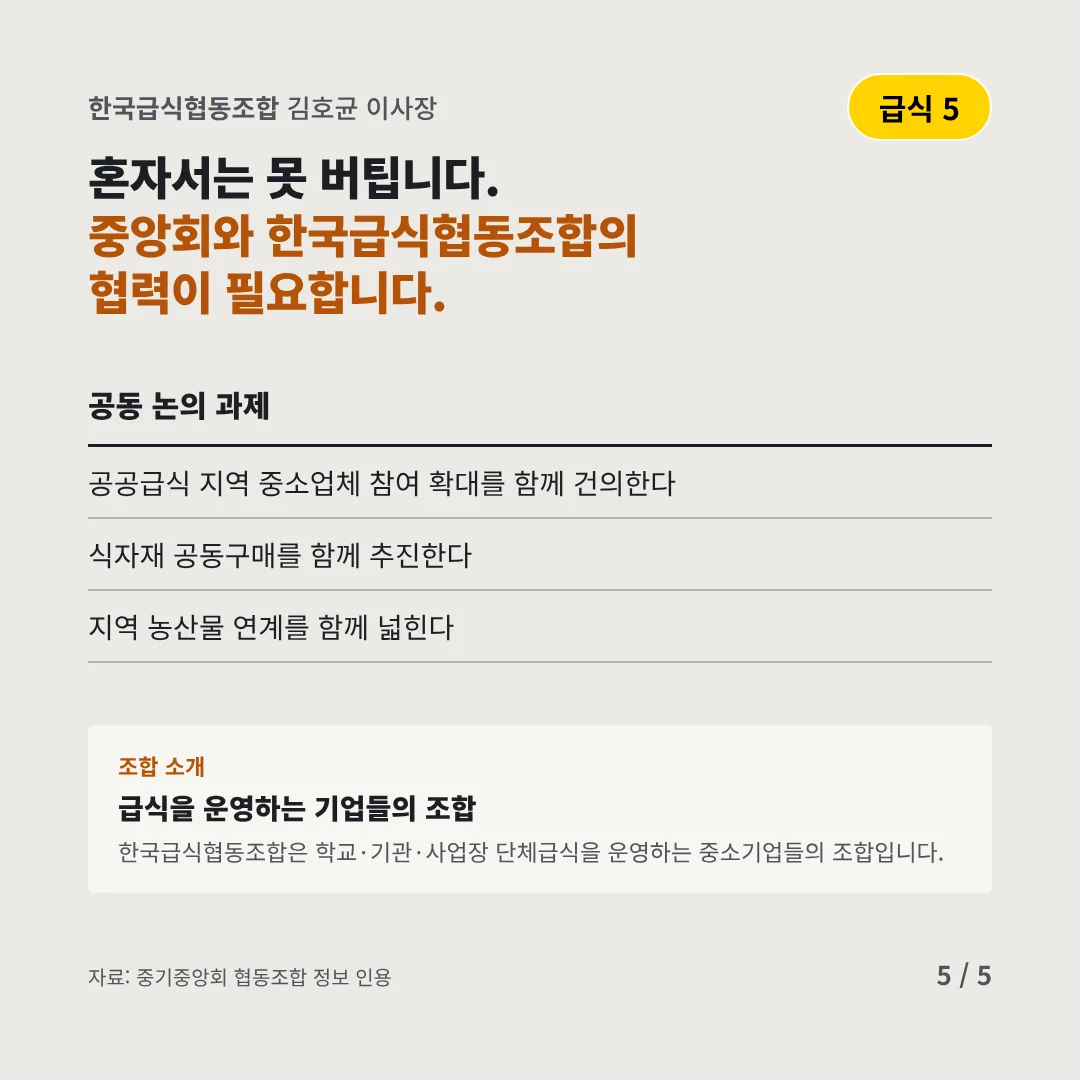 한국급식협동조합 김호균 이사장
급식 5
혼자서는 못 버팁니다.
중앙회와 한국급식협동조합의
협력이 필요합니다.
공동 논의 과제
공공급식 지역 중소업체 참여 확대를 함께 건의한다
식자재 공동구매를 함께 추진한다
지역 농산물 연계를 함께 넓힌다
조합 소개
급식을 운영하는 기업들의 조합
한국급식협동조합은 학교·기관·사업장 단체급식을 운영하는 중소기업들의 조합입니다.
자료: 중기중앙회 협동조합 정보 인용
5 / 5